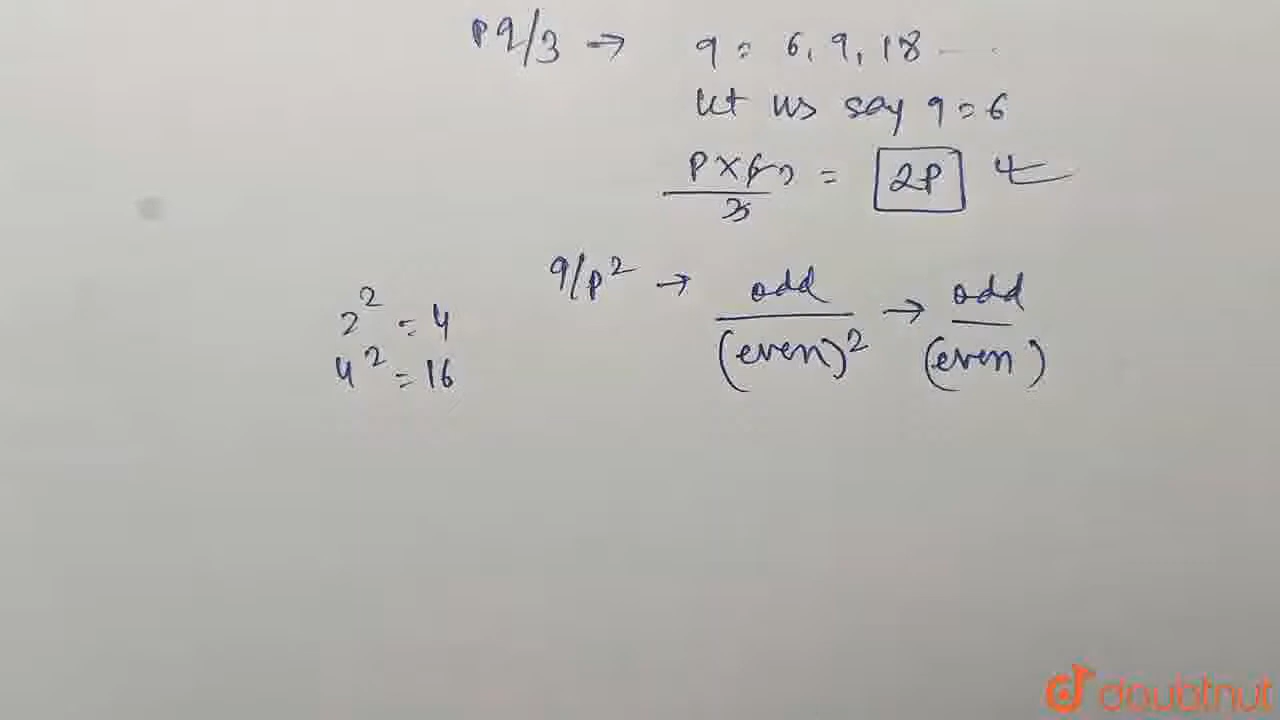 pq/3 → q = 6, 9, 18 ....
let us say q = 6
p × 6 2 / 3 = 2P
q/p² → odd / (even)² → odd / (even)
2² = 4
4² = 16
doubtnut